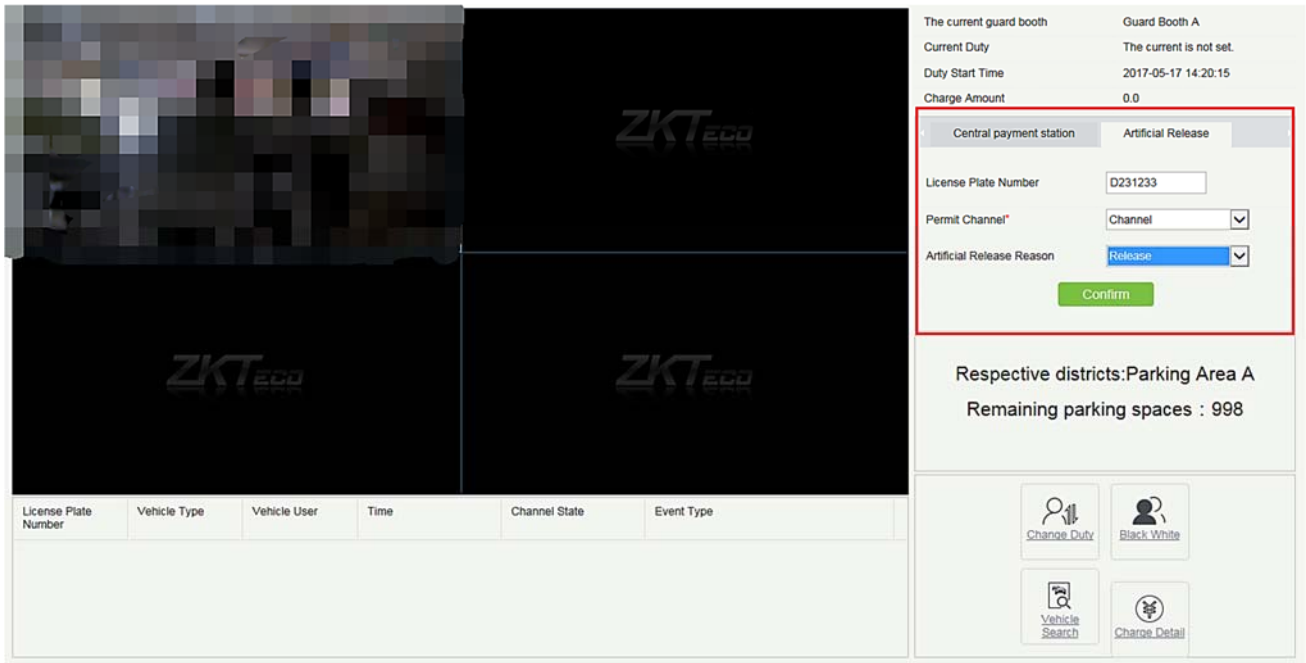 ZKTeco
ZKTeco
ZKTeco
The current guard booth Guard Booth A
Current Duty The current is not set.
Duty Start Time 2017-05-17 14:20:15
Charge Amount 0.0
Central payment station Artificial Release
License Plate Number D231233
Permit Channel* Channel
Artificial Release Reason Release
Confirm
Respective districts:Parking Area A
Remaining parking spaces : 998
License Plate
Number
Vehicle Type
Vehicle User
Time
Channel State
Event Type
Change Duty
Black White
Vehicle
Search
Charge Detail